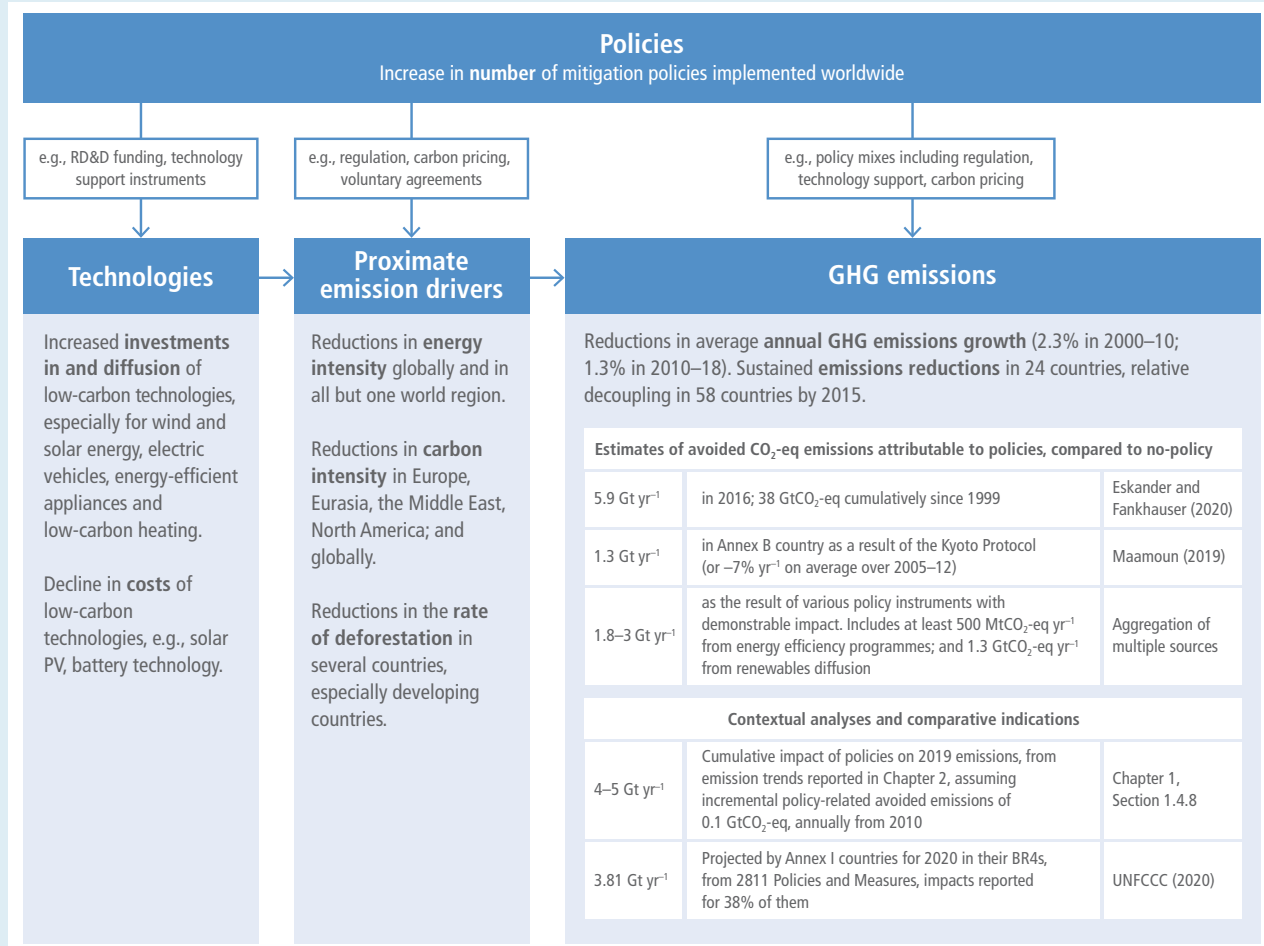 Policies
Increase in number of mitigation policies implemented worldwide
e.g., RD&D funding, technology
support instruments
e.g., regulation, carbon pricing,
voluntary agreements
e.g., policy mixes including regulation,
technology support, carbon pricing
Technologies
Increased investments
in and diffusion of
low-carbon technologies,
especially for wind and
solar energy, electric
vehicles, energy-efficient
appliances and
low-carbon heating.
Decline in costs of
low-carbon
technologies, e.g., solar
PV, battery technology.
Proximate
emission drivers
Reductions in energy
intensity globally and in
all but one world region.
Reductions in carbon
intensity in Europe,
Eurasia, the Middle East,
North America; and
globally.
Reductions in the rate
of deforestation in
several countries,
especially developing
countries.
GHG emissions
Reductions in average annual GHG emissions growth (2.3% in 2000–10;
1.3% in 2010–18). Sustained emissions reductions in 24 countries, relative
decoupling in 58 countries by 2015.
Estimates of avoided CO₂-eq emissions attributable to policies, compared to no-policy
5.9 Gt yr⁻¹
in 2016; 38 GtCO₂-eq cumulatively since 1999
Eskander and
Fankhauser (2020)
1.3 Gt yr⁻¹
in Annex B country as a result of the Kyoto Protocol
(or –7% yr⁻¹ on average over 2005–12)
Maamoun (2019)
1.8–3 Gt yr⁻¹
as the result of various policy instruments with
demonstrable impact. Includes at least 500 MtCO₂-eq yr⁻¹
from energy efficiency programmes; and 1.3 GtCO₂-eq yr⁻¹
from renewables diffusion
Aggregation of
multiple sources
Contextual analyses and comparative indications
4–5 Gt yr⁻¹
Cumulative impact of policies on 2019 emissions, from
emission trends reported in Chapter 2, assuming
incremental policy-related avoided emissions of
0.1 GtCO₂-eq, annually from 2010
Chapter 1,
Section 1.4.8
3.81 Gt yr⁻¹
Projected by Annex I countries for 2020 in their BR4s,
from 2811 Policies and Measures, impacts reported
for 38% of them
UNFCCC (2020)